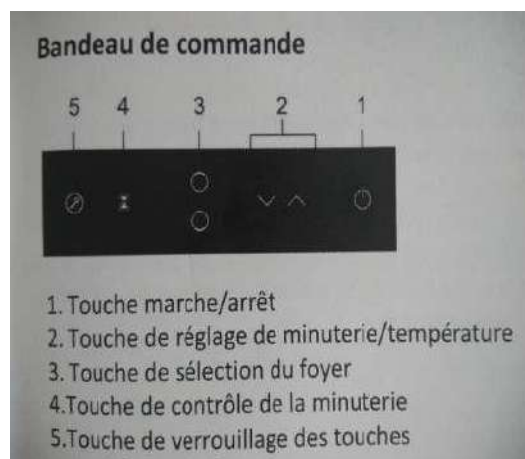 Bandeau de commande
5 4 3 2 1
1. Touche marche/arrêt
2. Touche de réglage de minuterie/température
3. Touche de sélection du foyer
4.Touche de contrôle de la minuterie
5.Touche de verrouillage des touches